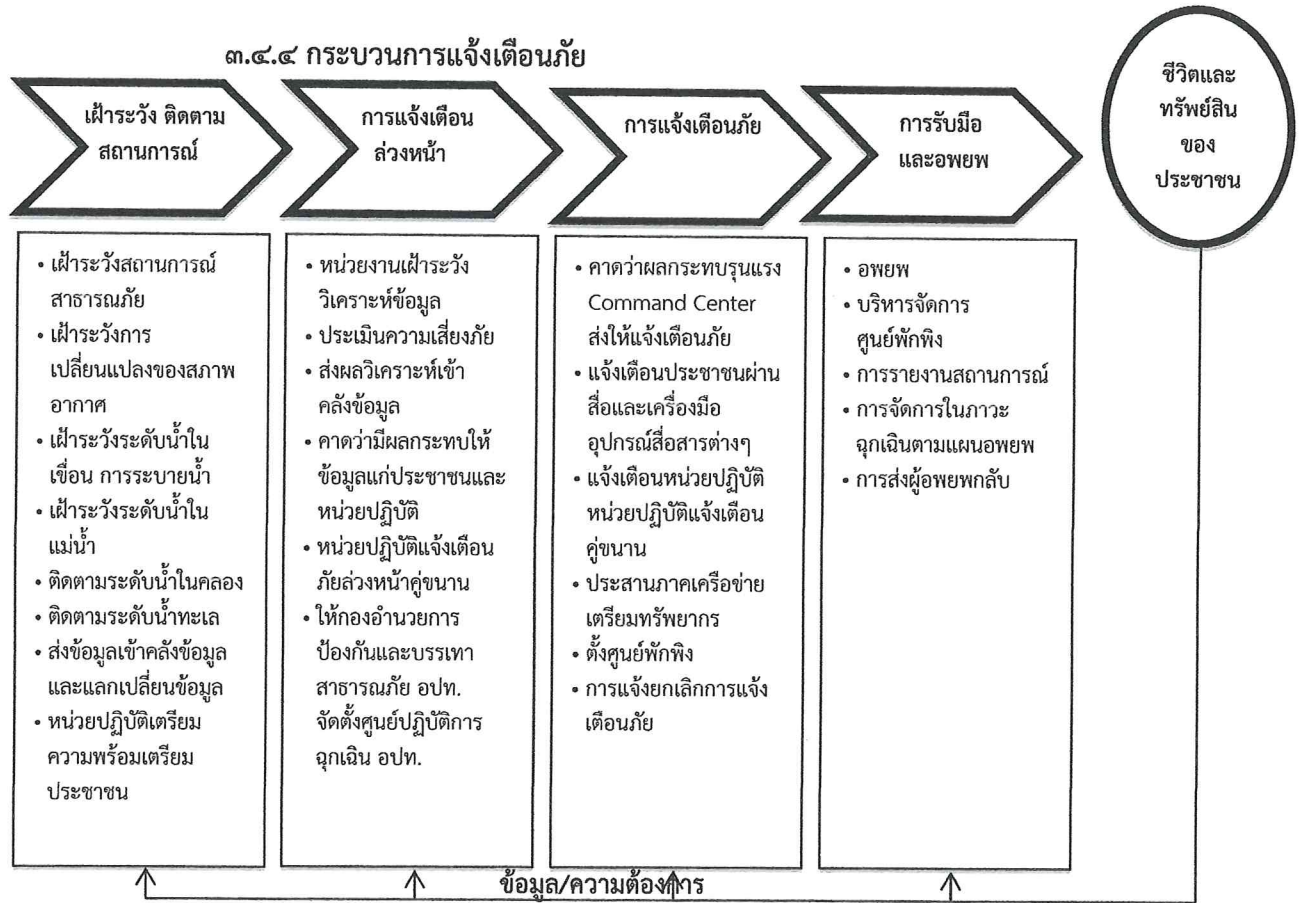 ๓.๔.๔ กระบวนการแจ้งเตือนภัย
เฝ้าระวัง ติดตาม
สถานการณ์
การแจ้งเตือน
ล่วงหน้า
การแจ้งเตือนภัย
การรับมือ
และอพยพ
ชีวิตและ
ทรัพย์สิน
ของ
ประชาชน
• เฝ้าระวังสถานการณ์
สาธารณภัย
• เฝ้าระวังการ
เปลี่ยนแปลงของสภาพ
อากาศ
• เฝ้าระวังระดับน้ำใน
เขื่อน การระบายน้ำ
• เฝ้าระวังระดับน้ำใน
แม่น้ำ
• ติดตามระดับน้ำในคลอง
• ติดตามระดับน้ำทะเล
• ส่งข้อมูลเข้าคลังข้อมูล
และแลกเปลี่ยนข้อมูล
• หน่วยปฏิบัติเตรียม
ความพร้อมเตรียม
ประชาชน
• หน่วยงานเฝ้าระวัง
วิเคราะห์ข้อมูล
• ประเมินความเสี่ยงภัย
• ส่งผลวิเคราะห์เข้า
คลังข้อมูล
• คาดว่ามีผลกระทบให้
ข้อมูลแก่ประชาชนและ
หน่วยปฏิบัติ
• หน่วยปฏิบัติแจ้งเตือน
ภัยล่วงหน้าคู่ขนาน
• ให้กองอำนวยการ
ป้องกันและบรรเทา
สาธารณภัย อปท.
จัดตั้งศูนย์ปฏิบัติการ
ฉุกเฉิน อปท.
• คาดว่าผลกระทบรุนแรง
Command Center
ส่งให้แจ้งเตือนภัย
• แจ้งเตือนประชาชนผ่าน
สื่อและเครื่องมือ
อุปกรณ์สื่อสารต่างๆ
• แจ้งเตือนหน่วยปฏิบัติ
หน่วยปฏิบัติแจ้งเตือน
คู่ขนาน
• ประสานภาคเครือข่าย
เตรียมทรัพยากร
• ตั้งศูนย์พักพิง
• การแจ้งยกเลิกการแจ้ง
เตือนภัย
• อพยพ
• บริหารจัดการ
ศูนย์พักพิง
• การรายงานสถานการณ์
• การจัดการในภาวะ
ฉุกเฉินตามแผนอพยพ
• การส่งผู้อพยพกลับ
ข้อมูล/ความต้องการ